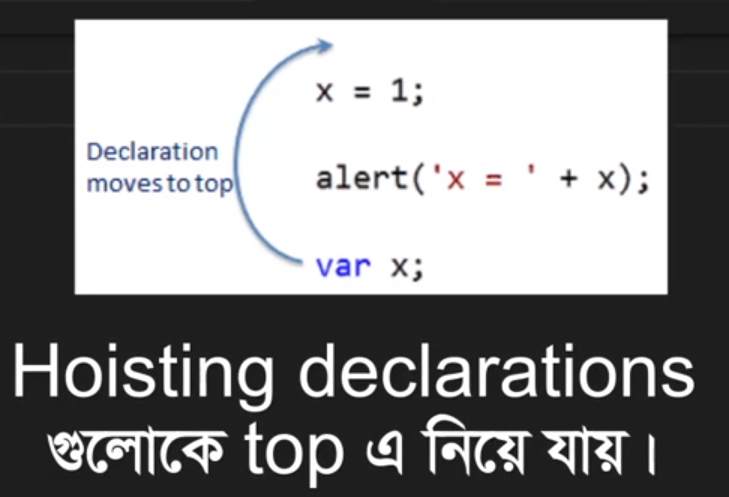 x = 1;
Declaration
moves to top
alert('x = ' + x);
var x;
Hoisting declarations
গুলোকে top এ নিয়ে যায়।